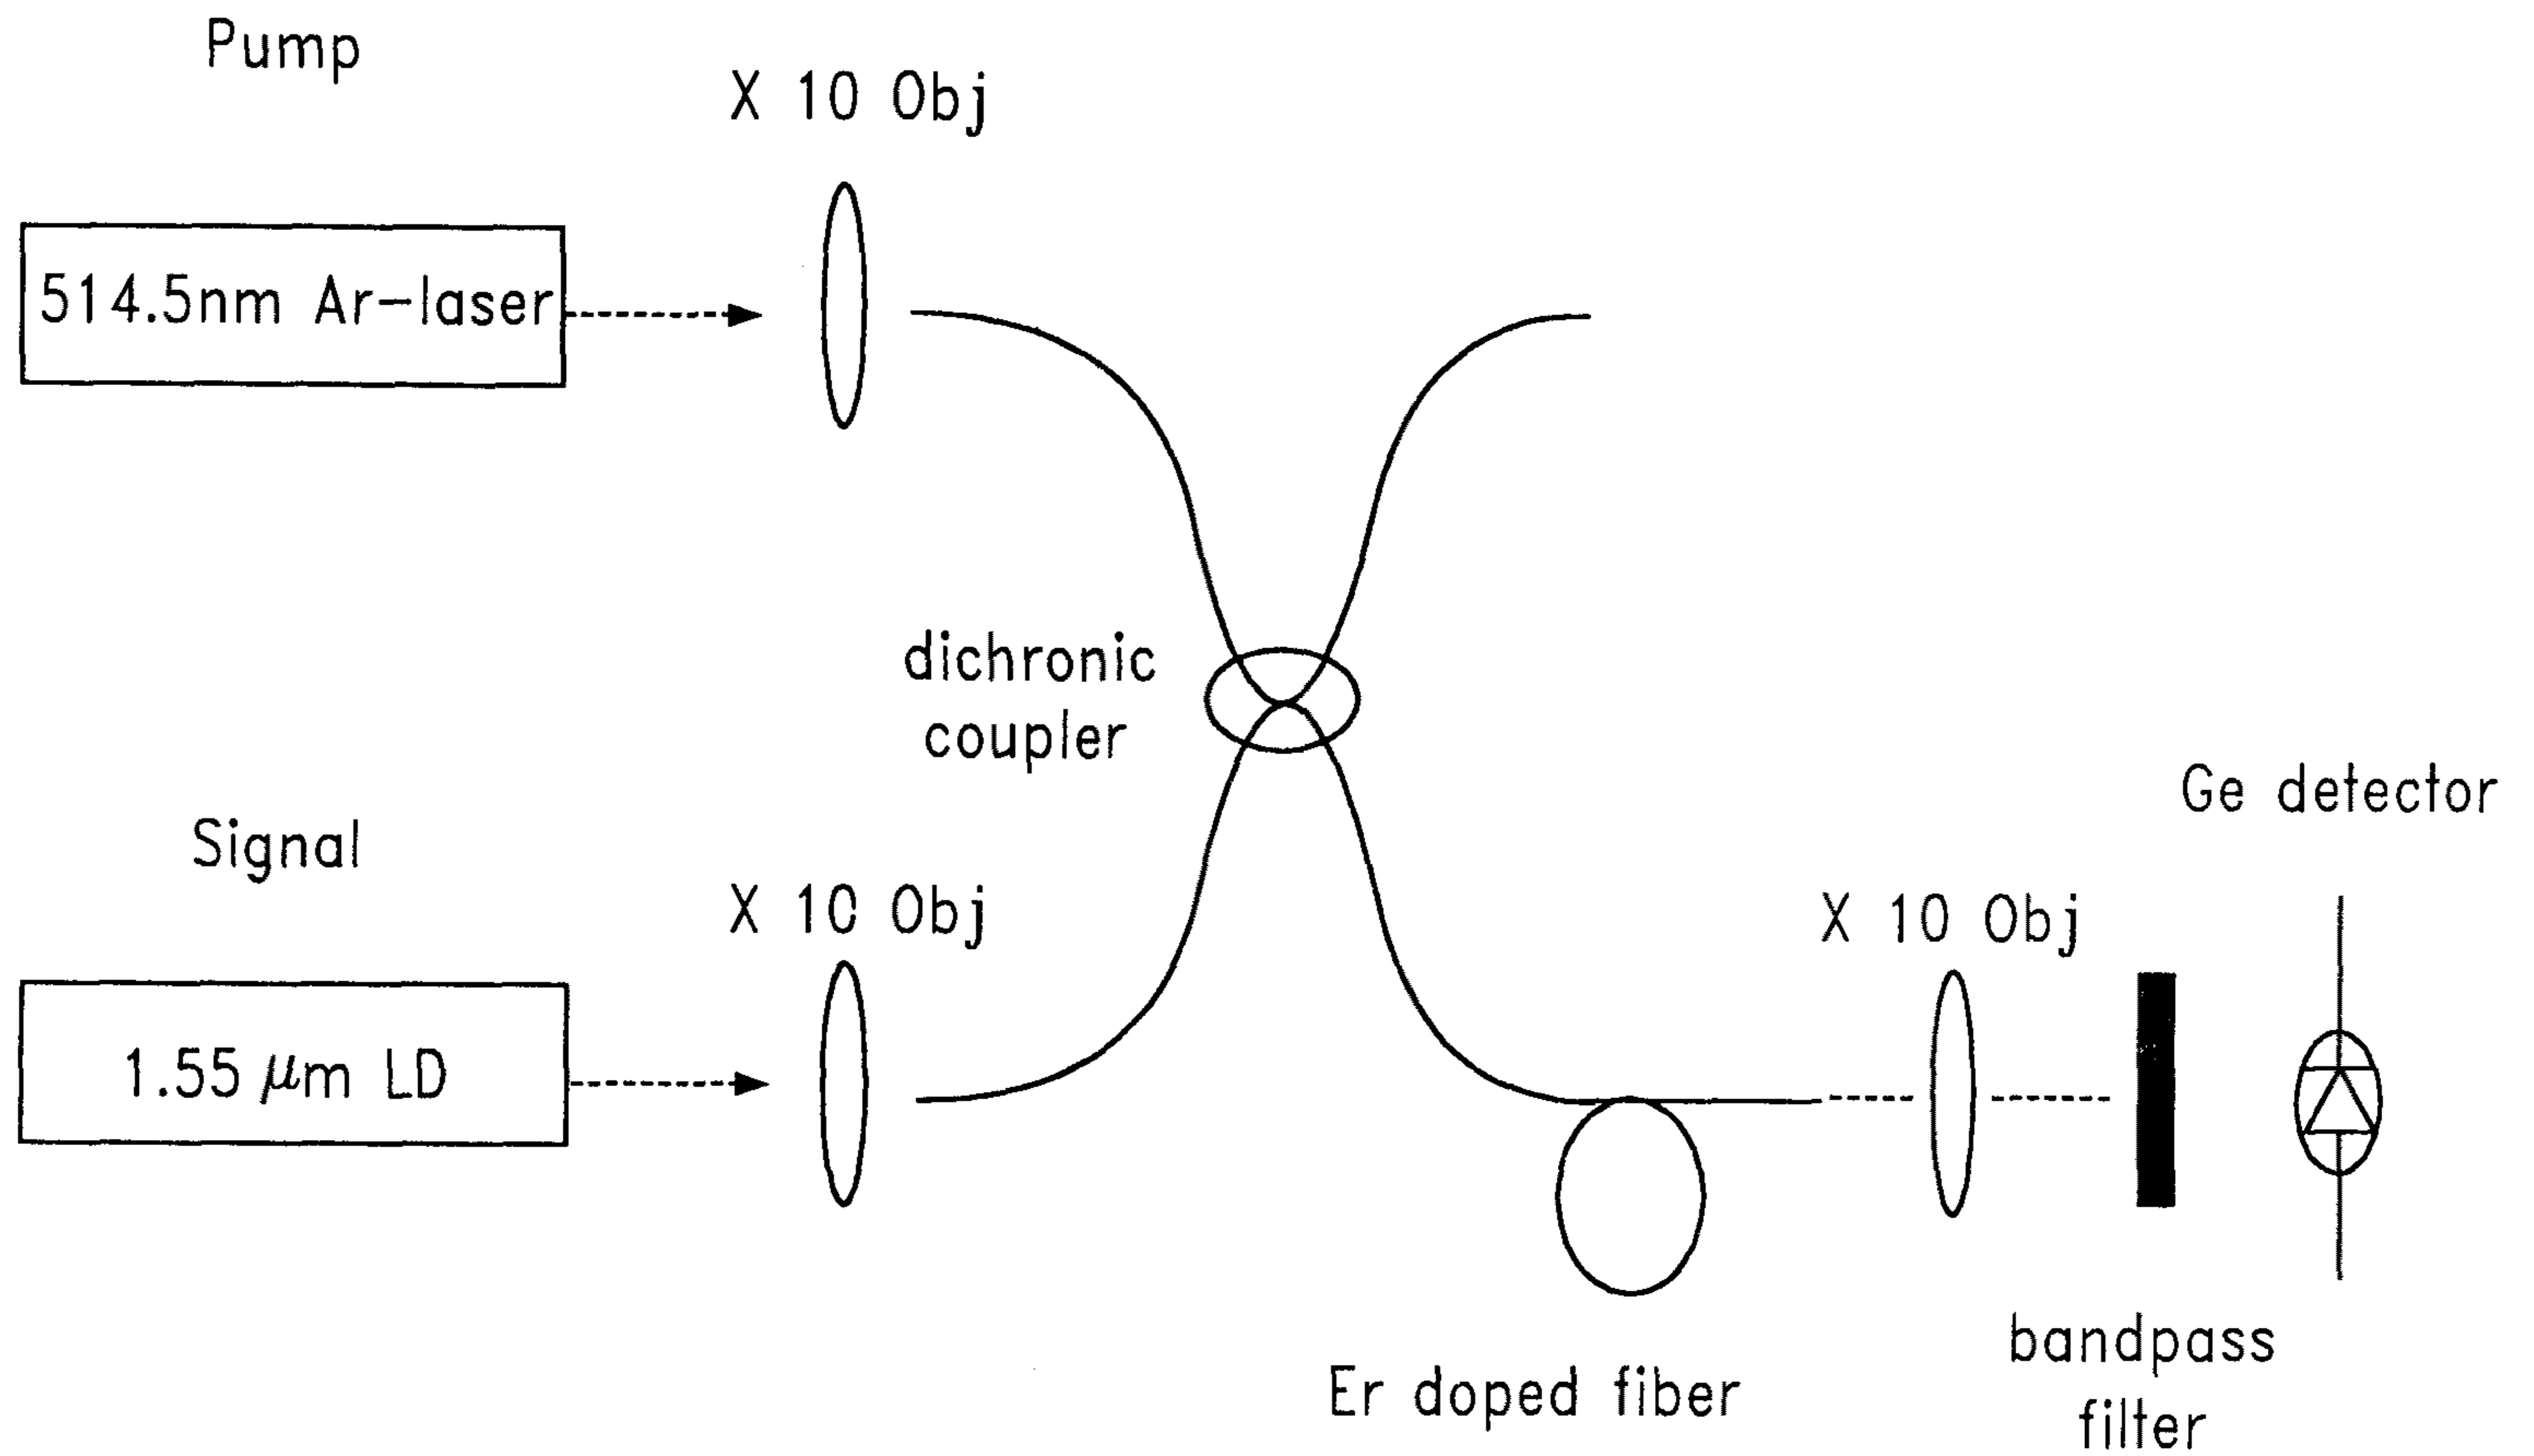 Pump
X 10 Obj
514.5nm Ar-laser
dichronic
coupler
Ge detector
Signal
X 10 Obj
X 10 Obj
1.55 μm LD
Er doped fiber
bandpass
filter